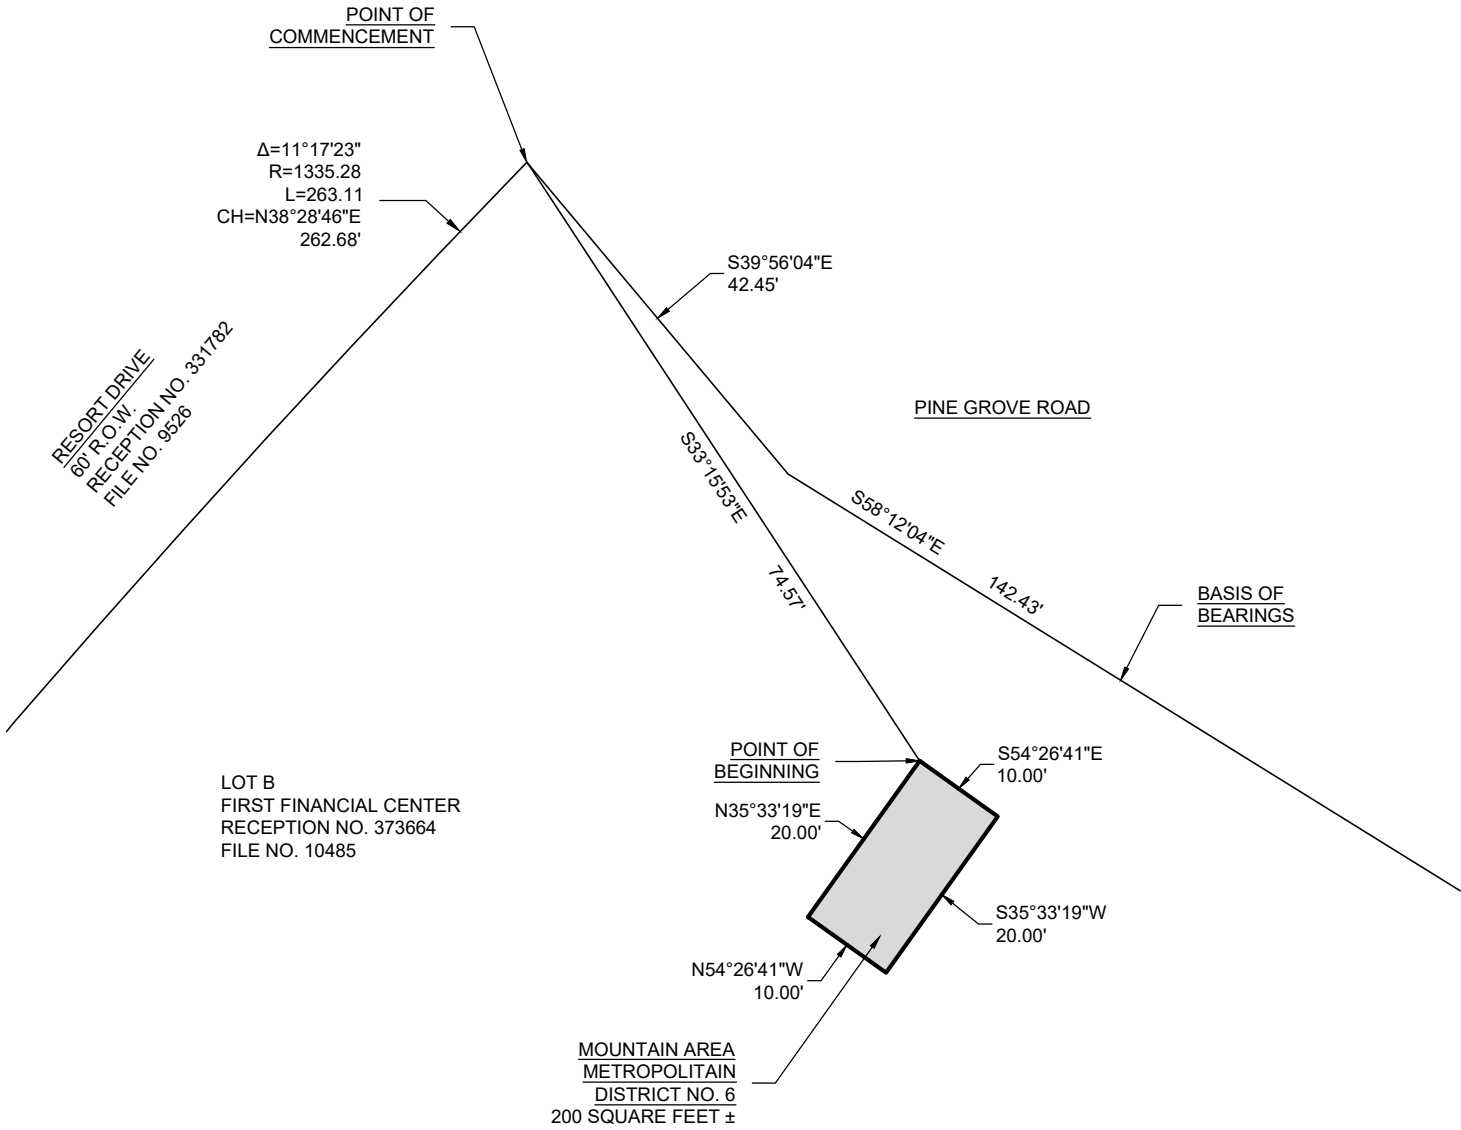 POINT OF
COMMENCEMENT
Δ=11°17'23"
R=1335.28
L=263.11
CH=N38°28'46"E
262.68'
S39°56'04"E
42.45'
RESORT DRIVE
60' R.O.W.
RECEPTION NO. 331782
FILE NO. 9526
PINE GROVE ROAD
S33°15'53"E
74.57'
S58°12'04"E
142.43'
BASIS OF
BEARINGS
POINT OF
BEGINNING
S54°26'41"E
10.00'
N35°33'19"E
20.00'
LOT B
FIRST FINANCIAL CENTER
RECEPTION NO. 373664
FILE NO. 10485
S35°33'19"W
20.00'
N54°26'41"W
10.00'
MOUNTAIN AREA
METROPOLITAIN
DISTRICT NO. 6
200 SQUARE FEET ±